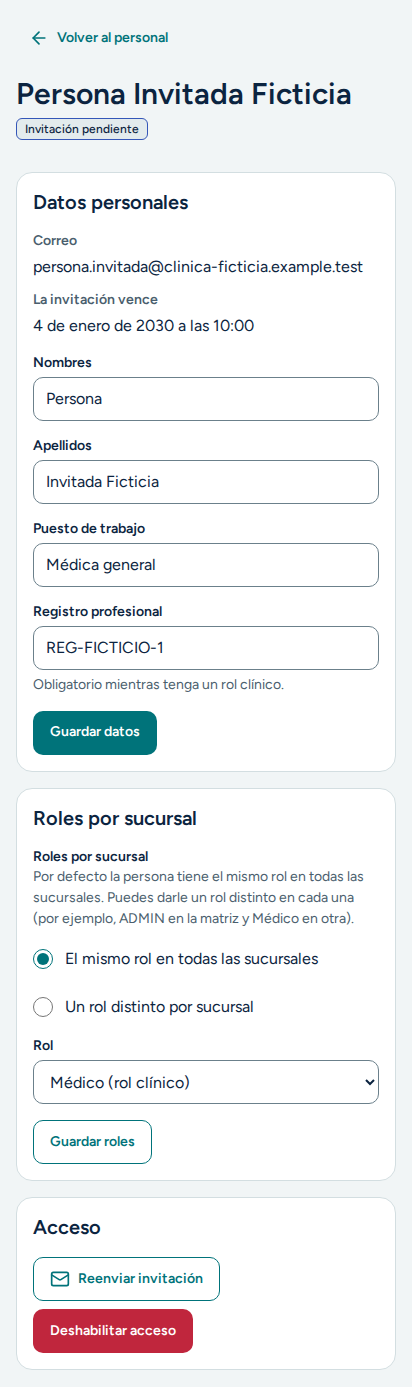 Volver al personal
Persona Invitada Ficticia
Invitación pendiente
Datos personales
Correo
persona.invitada@clinica-ficticia.example.test
La invitación vence
4 de enero de 2030 a las 10:00
Nombres
Persona
Apellidos
Invitada Ficticia
Puesto de trabajo
Médica general
Registro profesional
REG-FICTICIO-1
Obligatorio mientras tenga un rol clínico.
Guardar datos
Roles por sucursal
Roles por sucursal
Por defecto la persona tiene el mismo rol en todas las
sucursales. Puedes darle un rol distinto en cada una
(por ejemplo, ADMIN en la matriz y Médico en otra).
El mismo rol en todas las sucursales
Un rol distinto por sucursal
Rol
Médico (rol clínico)
Guardar roles
Acceso
Reenviar invitación
Deshabilitar acceso